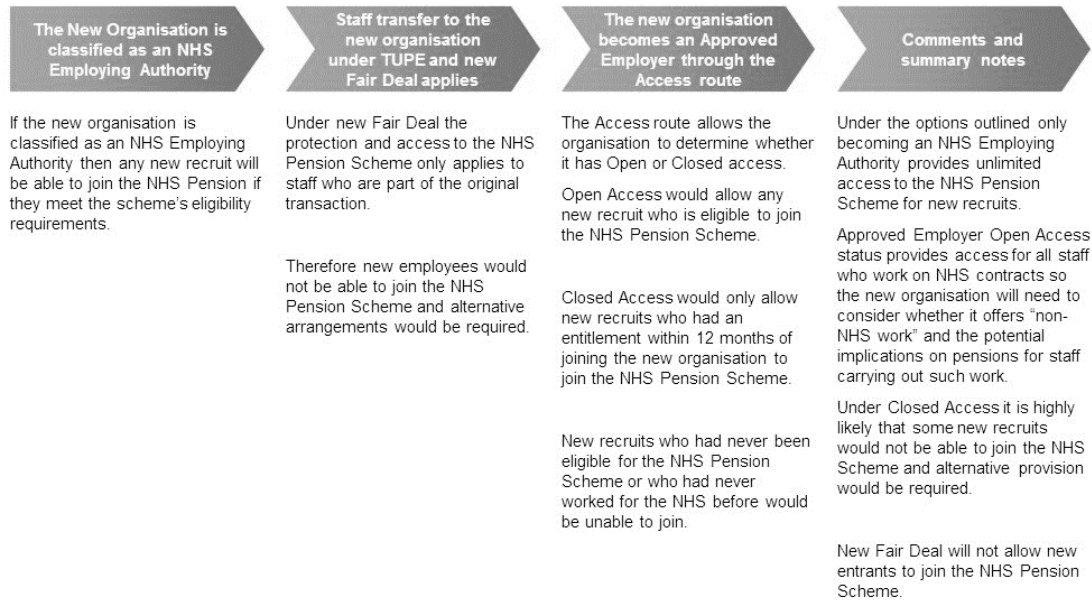 The New Organisation is
classified as an NHS
Employing Authority
Staff transfer to the
new organisation
under TUPE and new
Fair Deal applies
The new organisation
becomes an Approved
Employer through the
Access route
Comments and
summary notes
If the new organisation is
classified as an NHS Employing
Authority then any new recruit will
be able to join the NHS Pension if
they meet the scheme's eligibility
requirements.
Under new Fair Deal the
protection and access to the NHS
Pension Scheme only applies to
staff who are part of the original
transaction.
Therefore new employees would
not be able to join the NHS
Pension Scheme and alternative
arrangements would be required.
The Access route allows the
organisation to determine whether
it has Open or Closed access.
Open Access would allow any
new recruit who is eligible to join
the NHS Pension Scheme.
Closed Access would only allow
new recruits who had an
entitlement within 12 months of
joining the new organisation to
join the NHS Pension Scheme.
New recruits who had never been
eligible for the NHS Pension
Scheme or who had never
worked for the NHS before would
be unable to join.
Under the options outlined only
becoming an NHS Employing
Authority provides unlimited
access to the NHS Pension
Scheme for new recruits.
Approved Employer Open Access
status provides access for all staff
who work on NHS contracts so
the new organisation will need to
consider whether it offers "non-
NHS work" and the potential
implications on pensions for staff
carrying out such work.
Under Closed Access it is highly
likely that some new recruits
would not be able to join the NHS
Scheme and alternative provision
would be required.
New Fair Deal will not allow new
entrants to join the NHS Pension
Scheme.